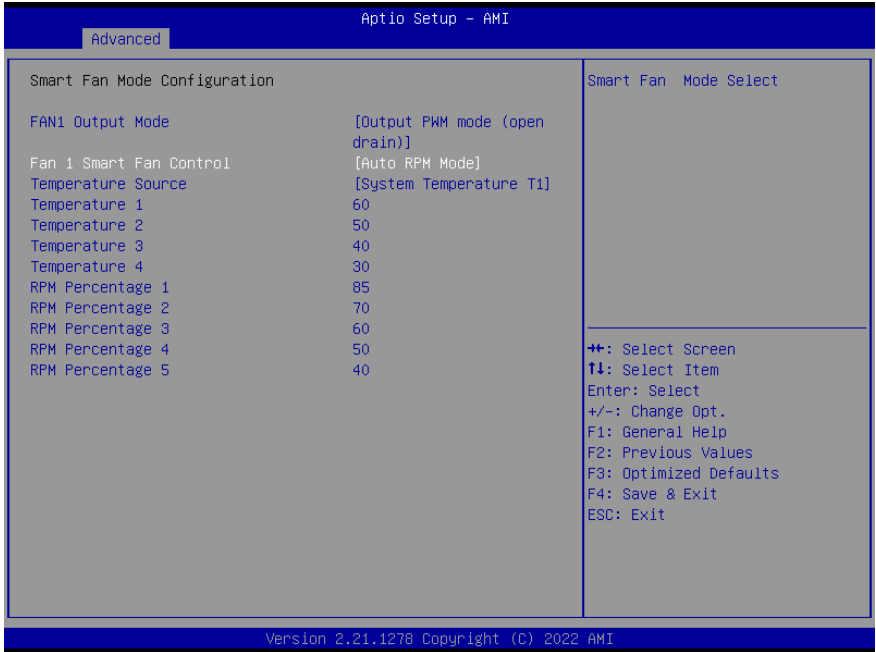 Aptio Setup – AMI
Advanced
Smart Fan Mode Configuration
FAN1 Output Mode [Output PWM mode (open
drain)]
Fan 1 Smart Fan Control [Auto RPM Mode]
Temperature Source [System Temperature T1]
Temperature 1 60
Temperature 2 50
Temperature 3 40
Temperature 4 30
RPM Percentage 1 85
RPM Percentage 2 70
RPM Percentage 3 60
RPM Percentage 4 50
RPM Percentage 5 40
Smart Fan  Mode Select
→←: Select Screen
↑↓: Select Item
Enter: Select
+/-: Change Opt.
F1: General Help
F2: Previous Values
F3: Optimized Defaults
F4: Save & Exit
ESC: Exit
Version 2.21.1278 Copyright (C) 2022 AMI